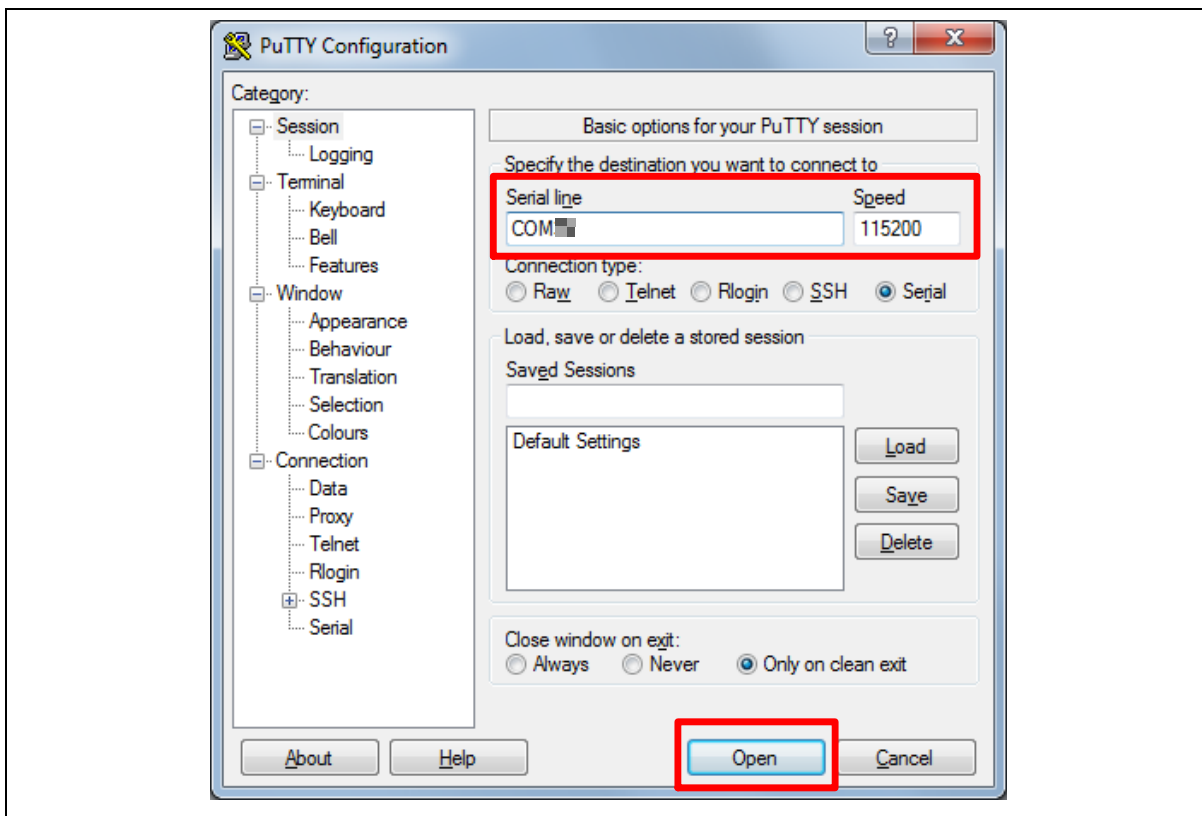 PuTTY Configuration
Category:
Session
Logging
Terminal
Keyboard
Bell
Features
Window
Appearance
Behaviour
Translation
Selection
Colours
Connection
Data
Proxy
Telnet
Rlogin
SSH
Serial
Basic options for your PuTTY session
Specify the destination you want to connect to
Serial line Speed
COM 115200
Connection type:
Raw Telnet Rlogin SSH Serial
Load, save or delete a stored session
Saved Sessions
Default Settings
Load
Save
Delete
Close window on exit:
Always Never Only on clean exit
About Help Open Cancel